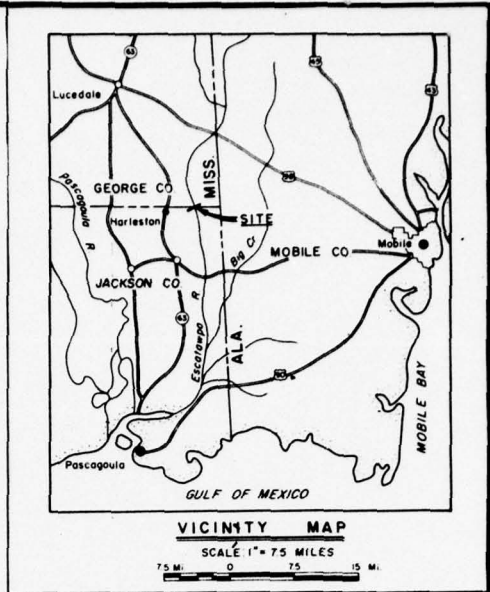 63
45
43
Lucedale
98
Pascagoula R
GEORGE CO.
MISS.
Harleston
SITE
Big Cr
MOBILE CO
Mobile
JACKSON CO.
63
Escatawpa R
ALA.
90
MOBILE BAY
Pascagoula
GULF OF MEXICO
VICINITY MAP
SCALE: 1" = 7.5 MILES
7.5 Mi. 0 7.5 15 Mi.